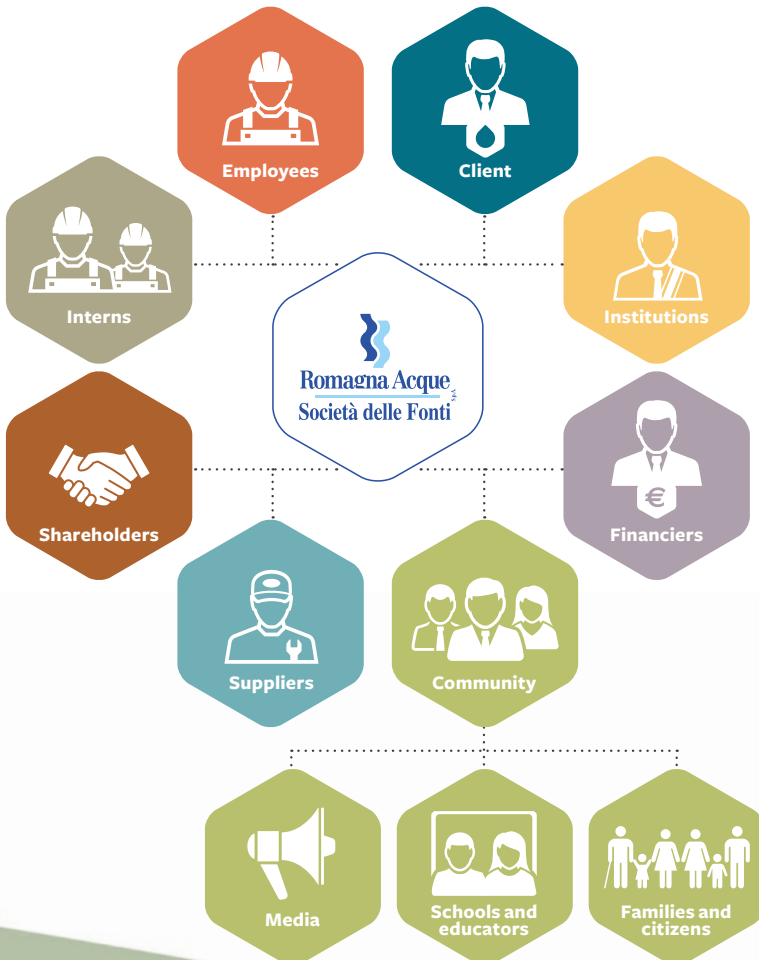 Employees
Client
Interns
Institutions
Romagna Acque
Società delle Fonti
S.p.A.
€
Shareholders
Financiers
Suppliers
Community
Media
Schools and
educators
Families and
citizens